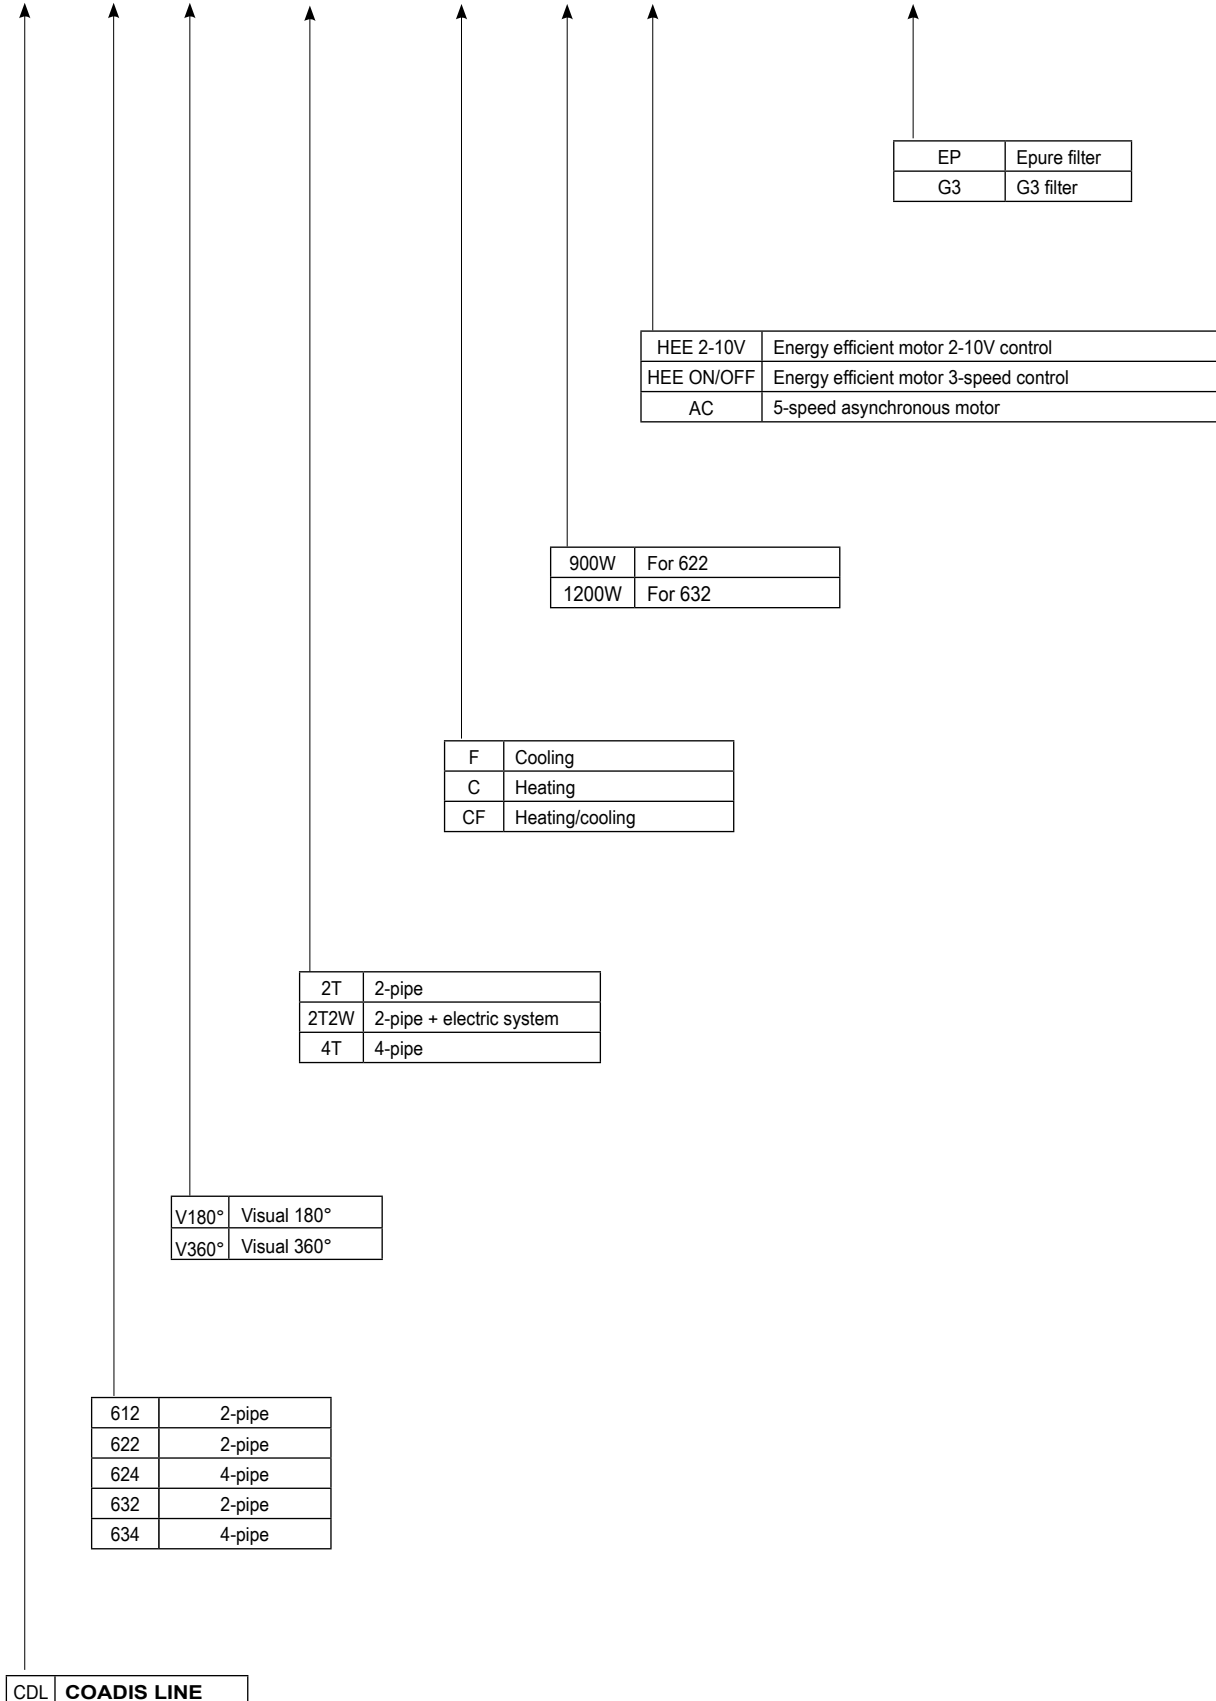 EP Epure filter
G3 G3 filter
HEE 2-10V Energy efficient motor 2-10V control
HEE ON/OFF Energy efficient motor 3-speed control
AC 5-speed asynchronous motor
900W For 622
1200W For 632
F Cooling
C Heating
CF Heating/cooling
2T 2-pipe
2T2W 2-pipe + electric system
4T 4-pipe
V180° Visual 180°
V360° Visual 360°
612 2-pipe
622 2-pipe
624 4-pipe
632 2-pipe
634 4-pipe
CDL COADIS LINE